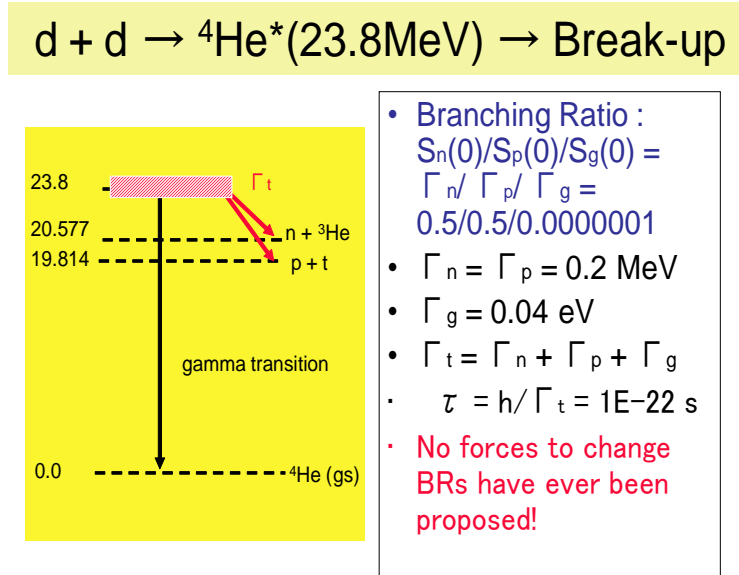 d + d → ⁴He*(23.8MeV) → Break-up
23.8
Γt
20.577
n + ³He
19.814
p + t
gamma transition
0.0
⁴He (gs)
• Branching Ratio :
Sn(0)/Sp(0)/Sg(0) =
Γn/ Γp/ Γg =
0.5/0.5/0.0000001
• Γn = Γp = 0.2 MeV
• Γg = 0.04 eV
• Γt = Γn + Γp + Γg
· τ = h/Γt = 1E-22 s
· No forces to change
BRs have ever been
proposed!